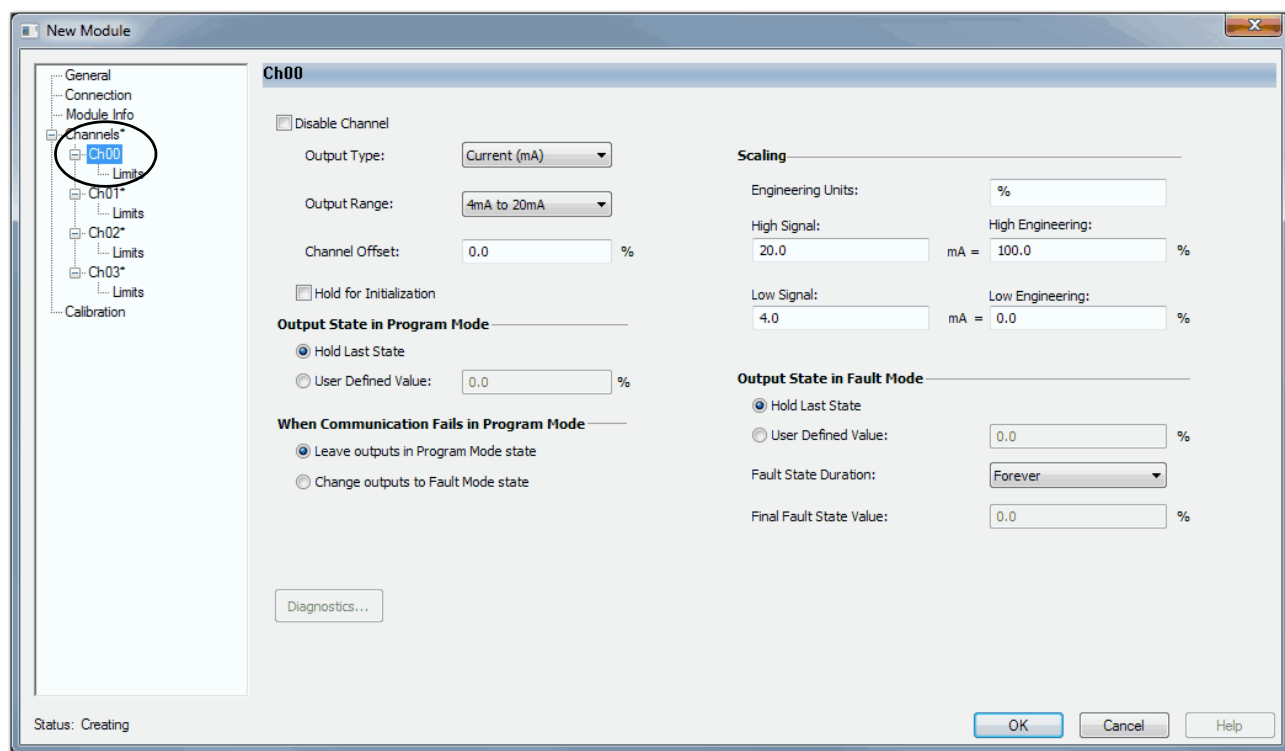 New Module
General
Connection
Module Info
Channels*
Ch00
Limits
Ch01*
Limits
Ch02*
Limits
Ch03*
Limits
Calibration
Ch00
Disable Channel
Output Type: Current (mA)
Output Range: 4mA to 20mA
Channel Offset: 0.0 %
Hold for Initialization
Output State in Program Mode
Hold Last State
User Defined Value: 0.0 %
When Communication Fails in Program Mode
Leave outputs in Program Mode state
Change outputs to Fault Mode state
Diagnostics...
Scaling
Engineering Units: %
High Signal: High Engineering:
20.0 mA = 100.0 %
Low Signal: Low Engineering:
4.0 mA = 0.0 %
Output State in Fault Mode
Hold Last State
User Defined Value: 0.0 %
Fault State Duration: Forever
Final Fault State Value: 0.0 %
Status: Creating
OK Cancel Help